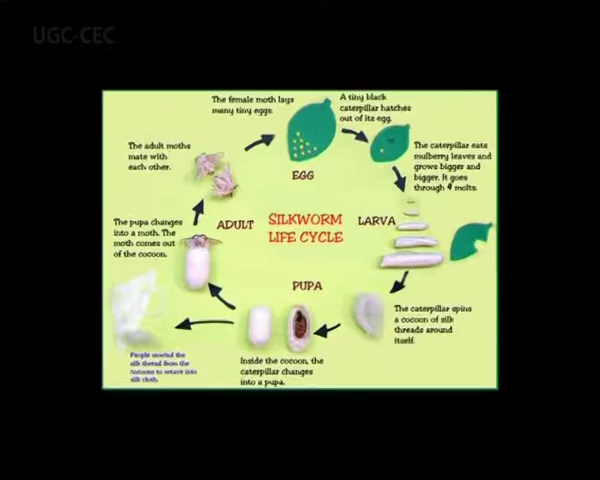 UGC-CEC
The female moth lays
many tiny eggs.
A tiny black
caterpillar hatches
out of its egg.
The adult moths
mate with
each other.
The caterpillar eats
mulberry leaves and
grows bigger and
bigger. It goes
through 4 molts.
EGG
The pupa changes
into a moth. The
moth comes out
of the cocoon.
ADULT
SILKWORM
LIFE CYCLE
LARVA
PUPA
The caterpillar spins
a cocoon of silk
threads around
itself.
People unwind the
silk thread from the
cocoons to weave into
silk cloth.
Inside the cocoon, the
caterpillar changes
into a pupa.